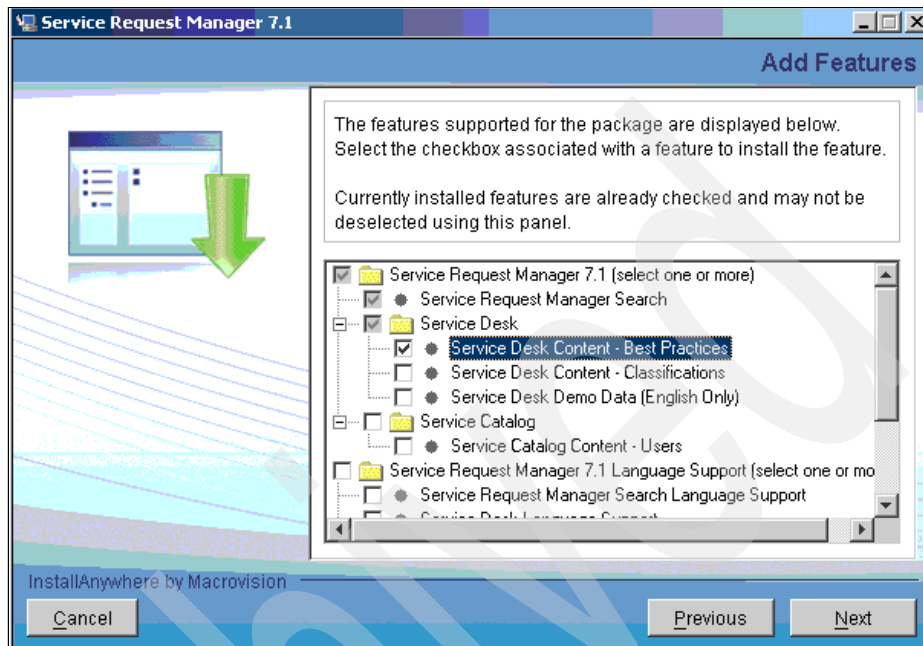 Service Request Manager 7.1
Add Features
The features supported for the package are displayed below.
Select the checkbox associated with a feature to install the feature.
Currently installed features are already checked and may not be
deselected using this panel.
Service Request Manager 7.1 (select one or more)
Service Request Manager Search
Service Desk
Service Desk Content - Best Practices
Service Desk Content - Classifications
Service Desk Demo Data (English Only)
Service Catalog
Service Catalog Content - Users
Service Request Manager 7.1 Language Support (select one or mo
Service Request Manager Search Language Support
Service Desk Language Support
InstallAnywhere by Macrovision
Cancel
Previous
Next